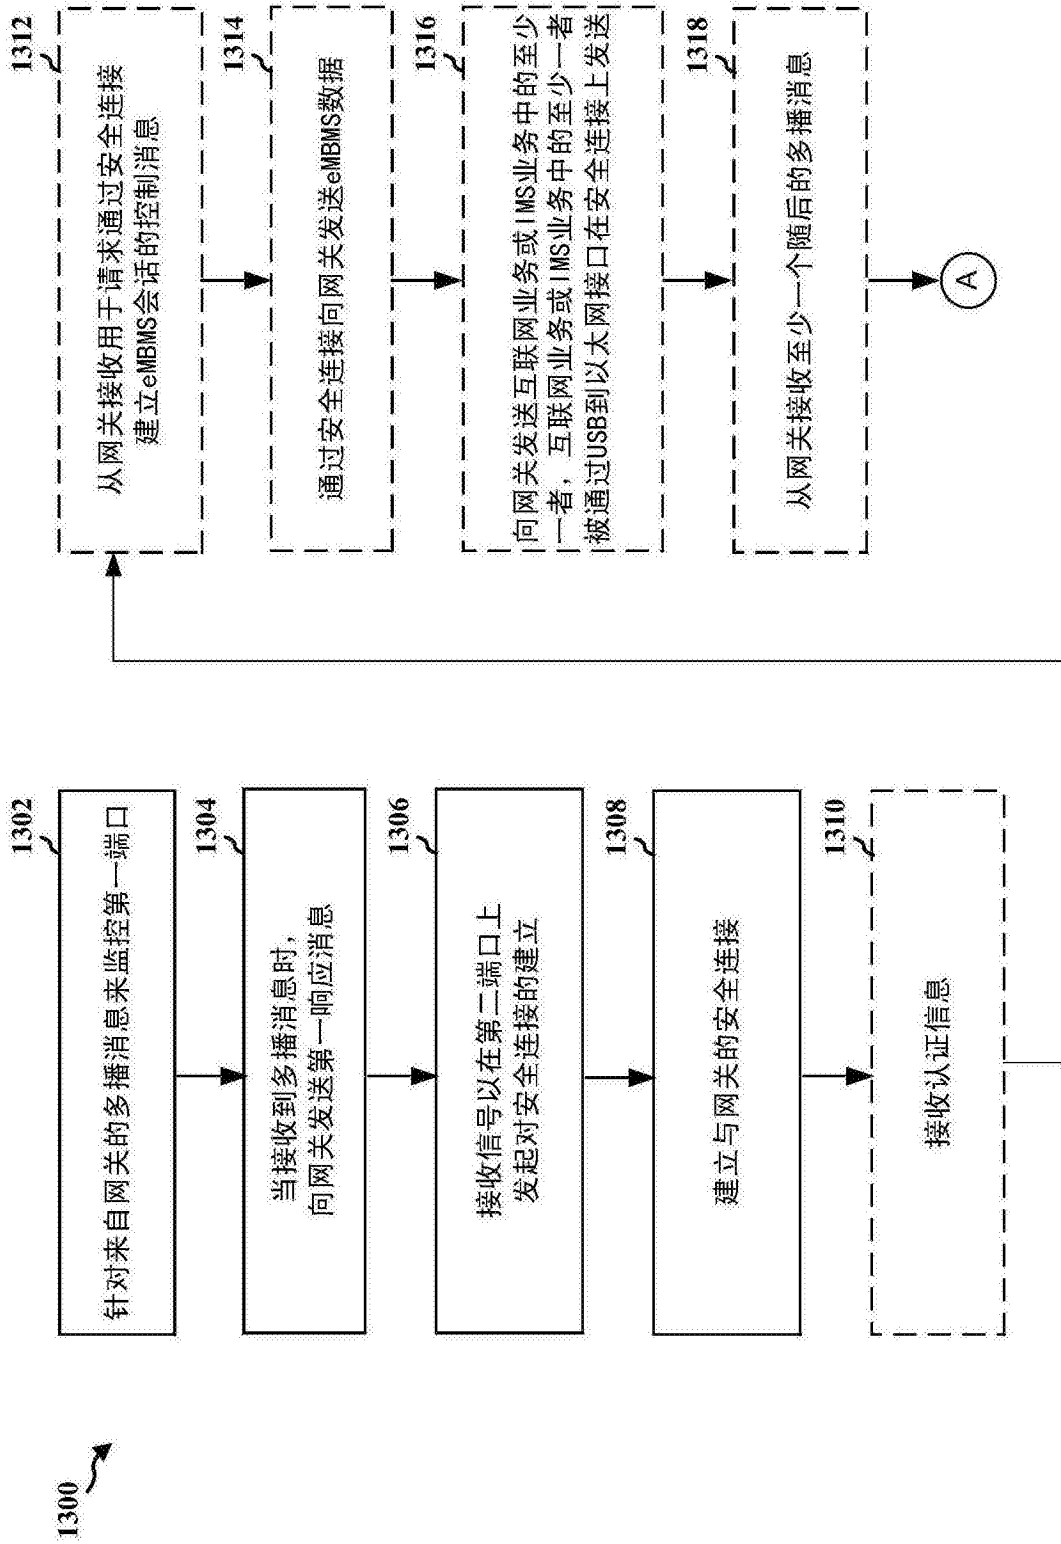 1300
1302
针对来自网关的多播消息来监控第一端口
1304
当接收到多播消息时，
向网关发送第一响应消息
1306
接收信号以在第二端口上
发起对安全连接的建立
1308
建立与网关的安全连接
1310
接收认证信息
1312
从网关接收用于请求通过安全连接
建立eMBMS会话的控制消息
1314
通过安全连接向网关发送eMBMS数据
1316
向网关发送互联网业务或IMS业务中的至少
一者，互联网业务或IMS业务中的至少一者
被通过USB到以太网接口在安全连接上发送
1318
从网关接收至少一个随后的多播消息
A